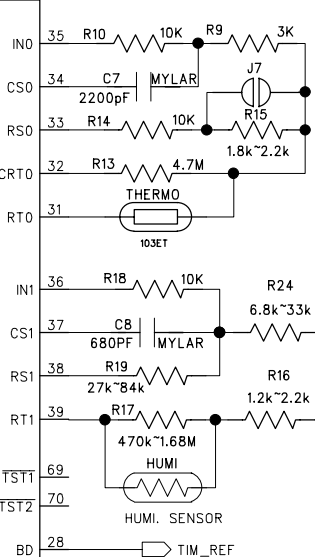 IN0 35 R10 10K R9 3K
J7
CS0 34 C7 MYLAR
2200pF
RS0 33 R14 10K R15
1.8k~2.2k
CRT0 32 R13 4.7M
THERMO
RT0 31
103ET
IN1 36 R18 10K R24
6.8k~33k
CS1 37 C8
680PF MYLAR
RS1 38 R19 R16
27k~84k 1.2k~2.2k
RT1 39 R17
470k~1.68M
HUMI
TST1 69
TST2 70
HUMI. SENSOR
BD 28 TIM_REF